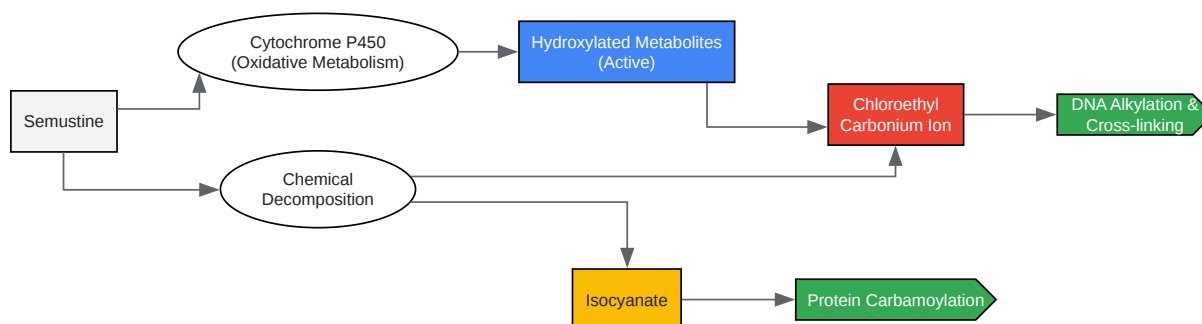 Cytochrome P450
(Oxidative Metabolism)
Hydroxylated Metabolites
(Active)
Semustine
Chloroethyl
Carbonium Ion
DNA Alkylation &
Cross-linking
Chemical
Decomposition
Isocyanate
Protein Carbamoylation